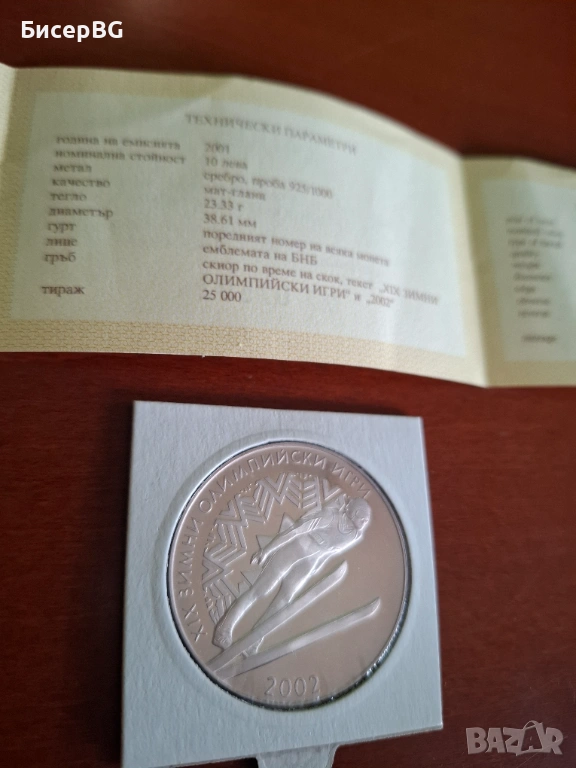 БисерBG
ТЕХНИЧЕСКИ ПАРАМЕТРИ
година на емисията 2001
номинална стойност 10 лева
метал сребро, проба 925/1000
качество мат-гланц
тегло 23.33 г
диаметър 38.61 мм
гурт поредният номер на всяка монета
лице емблемата на БНБ
гръб скиор по време на скок, текст „XIX ЗИМНИ
ОЛИМПИЙСКИ ИГРИ" и „2002"
тираж 25 000
XIX ЗИМНИ ОЛИМПИЙСКИ ИГРИ
2002
BAZAR